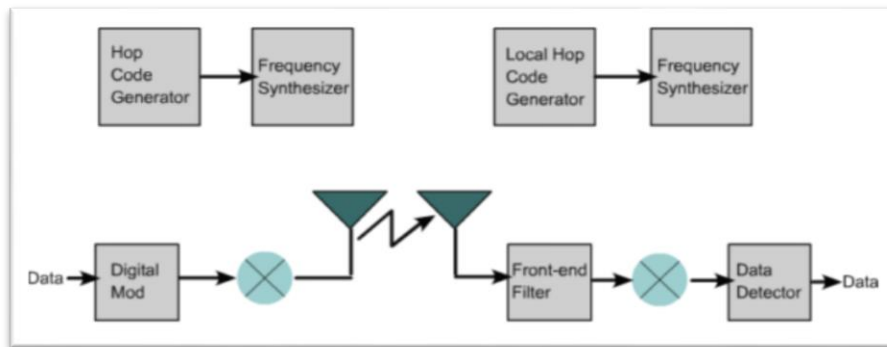 Hop
Code
Generator
Frequency
Synthesizer
Local Hop
Code
Generator
Frequency
Synthesizer
Data
Digital
Mod
Front-end
Filter
Data
Detector
Data